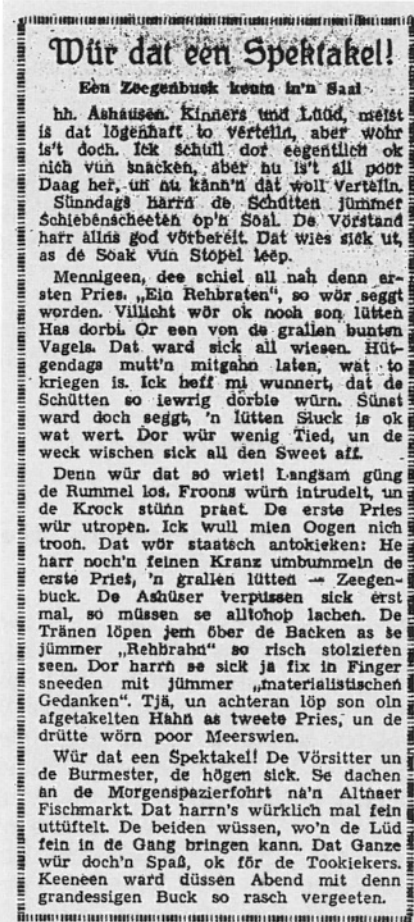 Wür dat een Spektakel!
Een Zeegenbuck keum in'n Saal
hh. Ashausen. Kinners und Lüüd, meist
is dat lögenhaft to vertelln, aber wohr
is't doch. Ick schull dor eegentlich ok
nich vun snacken, aber nu is't all poor
Daag her, un nu kann'n dat woll vertelln.
Sünndags harrn de Schütten jümmer
Schiebenscheeten op'n Soal. De Vörstand
harr allns god vörbereit. Dat wies sick ut,
as de Soak vun Stopel leep.
Mennigeen, dee schiel all nah denn er-
sten Pries. „Ein Rehbraten", so wör seggt
worden. Villicht wör ok noch son lütten
Has dorbi. Or een von de grallen bunten
Vagels. Dat ward sick all wiesen. Hüt-
gendags mutt'n mitgahn laten, wat to
kriegen is. Ick heff mi wunnert, dat de
Schütten so iewrig dorbie würn. Sünst
ward doch seggt, 'n lütten Sluck is ok
wat wert. Dor wür wenig Tied, un de
weck wischen sick all den Sweet aff.
Denn wür dat so wiet! Langsam güng
de Rummel los. Froons würn intrudelt, un
de Krock stünn praat. De erste Pries
wür utropen. Ick wull mien Oogen nich
troon. Dat wör staatsch antokieken: He
harr noch'n feinen Kranz umbummeln de
erste Pries, 'n grallen lütten — Zeegen-
buck. De Ashüser verpussen sick erst
mal, so müssen se alltohop lachen. De
Tränen löpen jem över de Backen as se
jümmer „Rehbrahn" so risch stolzieren
seen. Dor harrn se sick ja fix in Finger
sneeden mit jümmer „materialistischen
Gedanken". Tjä, un achteran löp son oln
afgetakelten Hahn as tweete Pries, un de
drütte wörn poor Meerswien.
Wür dat een Spektakel! De Vörsitter un
de Burmester, de högen sick. Se dachen
an de Morgenspazierfohrt na'n Altnaer
Fischmarkt. Dat harrn's würklich mal fein
uttüftelt. De beiden wüssen, wo'n de Lüd
fein in de Gang bringen kann. Dat Ganze
wür doch'n Spaß, ok för de Tookiekers.
Keeneen ward düssen Abend mit denn
grandessigen Buck so rasch vergeeten.